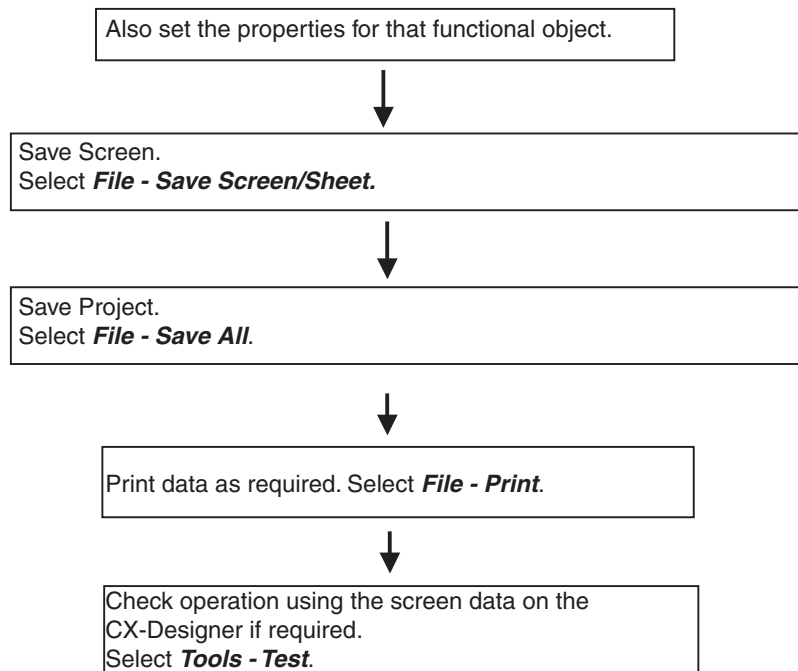 Also set the properties for that functional object.
Save Screen.
Select File - Save Screen/Sheet.
Save Project.
Select File - Save All.
Print data as required. Select File - Print.
Check operation using the screen data on the
CX-Designer if required.
Select Tools - Test.